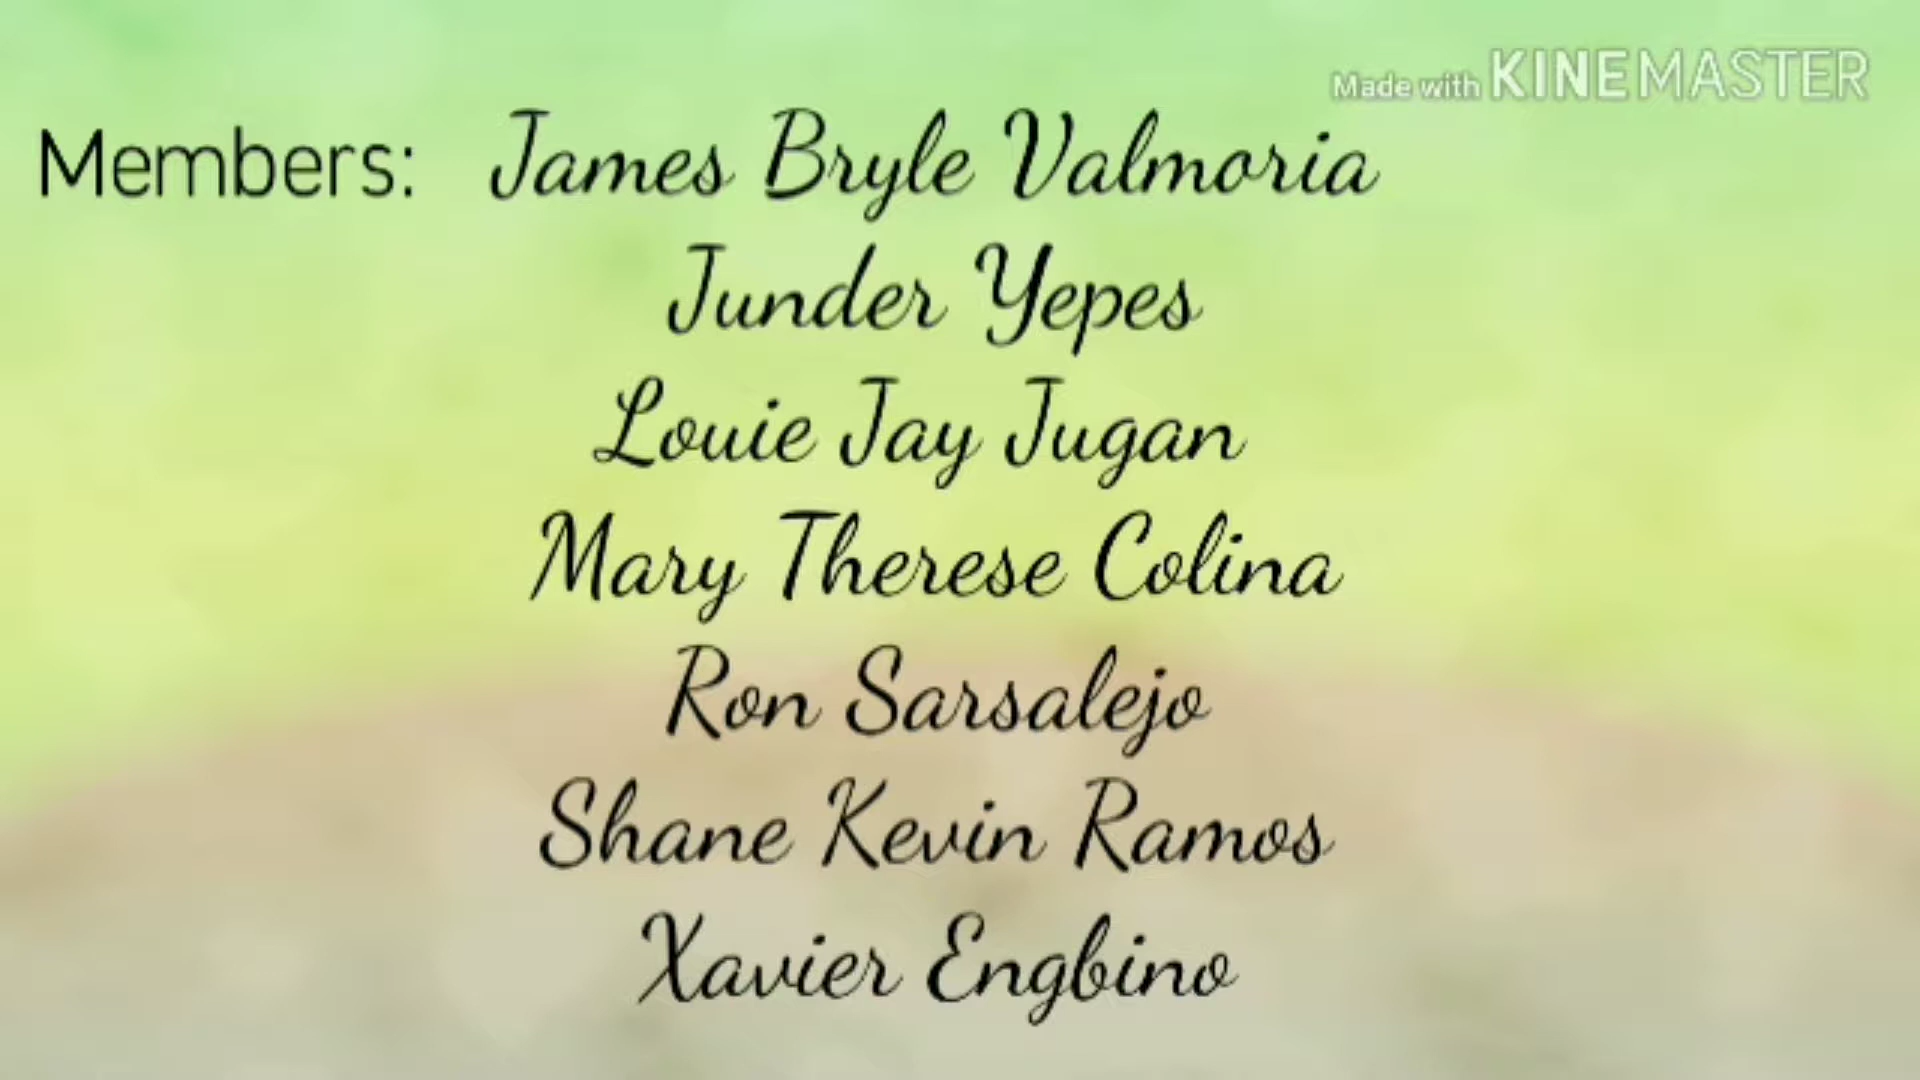 Made with KINEMASTER
Members: James Bryle Valmoria
Junder Yepes
Louie Jay Jugan
Mary Therese Colina
Ron Sarsalejo
Shane Kevin Ramos
Xavier Engbino